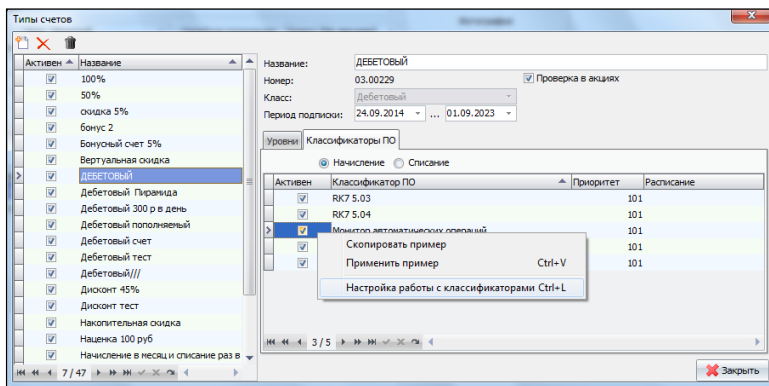 Типы счетов
Активен Название
100%
50%
скидка 5%
бонус 2
Бонусный счет 5%
Вертуальная скидка
ДЕБЕТОВЫЙ
Дебетовый Пирамида
Дебетовый 300 р в день
Дебетовый пополняемый
Дебетовый счет
Дебетовый тест
Дебетовый///
Дисконт 45%
Дисконт тест
Накопительная скидка
Наценка 100 руб
Начисление в месяц и списание раз в
7 / 47
Название: ДЕБЕТОВЫЙ
Номер: 03.00229 Проверка в акциях
Класс: Дебетовый
Период подписки: 24.09.2014 ... 01.09.2023
Уровни Классификаторы ПО
Начисление Списание
Активен Классификатор ПО Приоритет Расписание
RK7 5.03 101
RK7 5.04 101
Монитор автоматических операций 101
101
101
Скопировать пример
Применить пример Ctrl+V
Настройка работы с классификаторами Ctrl+L
3 / 5
Закрыть